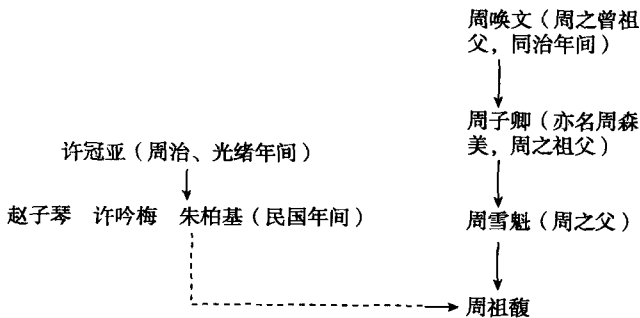 周唤文（周之曾祖
父，同治年间）
周子卿（亦名周森
美，周之祖父）
许冠亚（周治、光绪年间）
赵子琴 许吟梅 朱柏基（民国年间）
周雪魁（周之父）
周祖馥